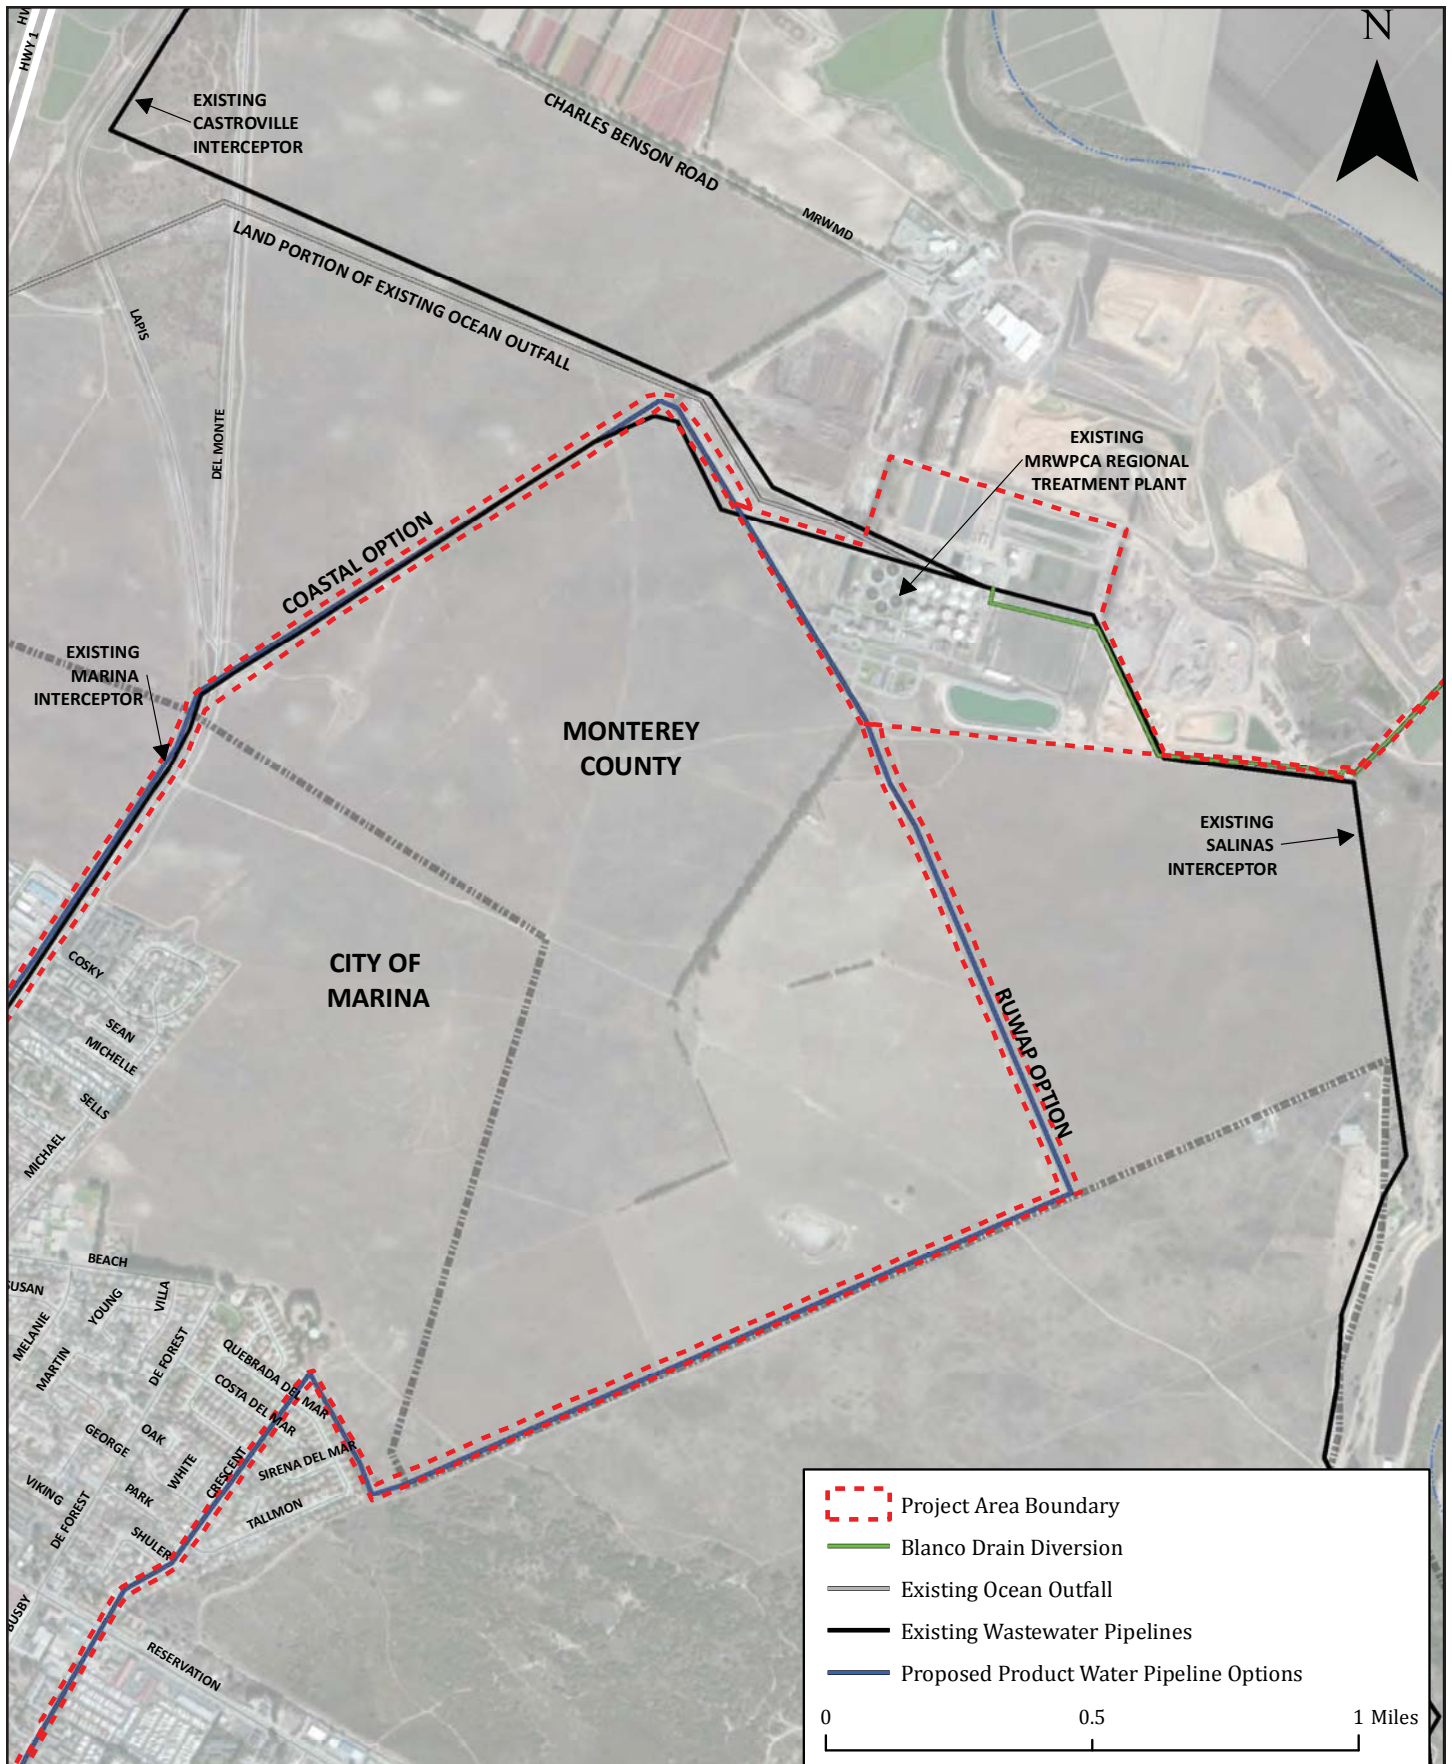 HWY 1
N
EXISTING
CASTROVILLE
INTERCEPTOR
CHARLES BENSON ROAD
MRWMD
LAND PORTION OF EXISTING OCEAN OUTFALL
LAPIS
DEL MONTE
EXISTING
MRWPCA REGIONAL
TREATMENT PLANT
COASTAL OPTION
EXISTING
MARINA
INTERCEPTOR
MONTEREY
COUNTY
EXISTING
SALINAS
INTERCEPTOR
CITY OF
MARINA
COSKY
SEAN
MICHELLE
SELLS
MICHAEL
RUWAP OPTION
BEACH
SUSAN
YOUNG
VILLA
MELANIE
MARTIN
DE FOREST
QUEBRADA DEL MAR
COSTA DEL MAR
OAK
GEORGE
WHITE
CRESCENT
SIRENA DEL MAR
VIKING
PARK
DE FOREST
TALLMON
SHULER
BUSBY
RESERVATION
Project Area Boundary
Blanco Drain Diversion
Existing Ocean Outfall
Existing Wastewater Pipelines
Proposed Product Water Pipeline Options
0 0.5 1 Miles